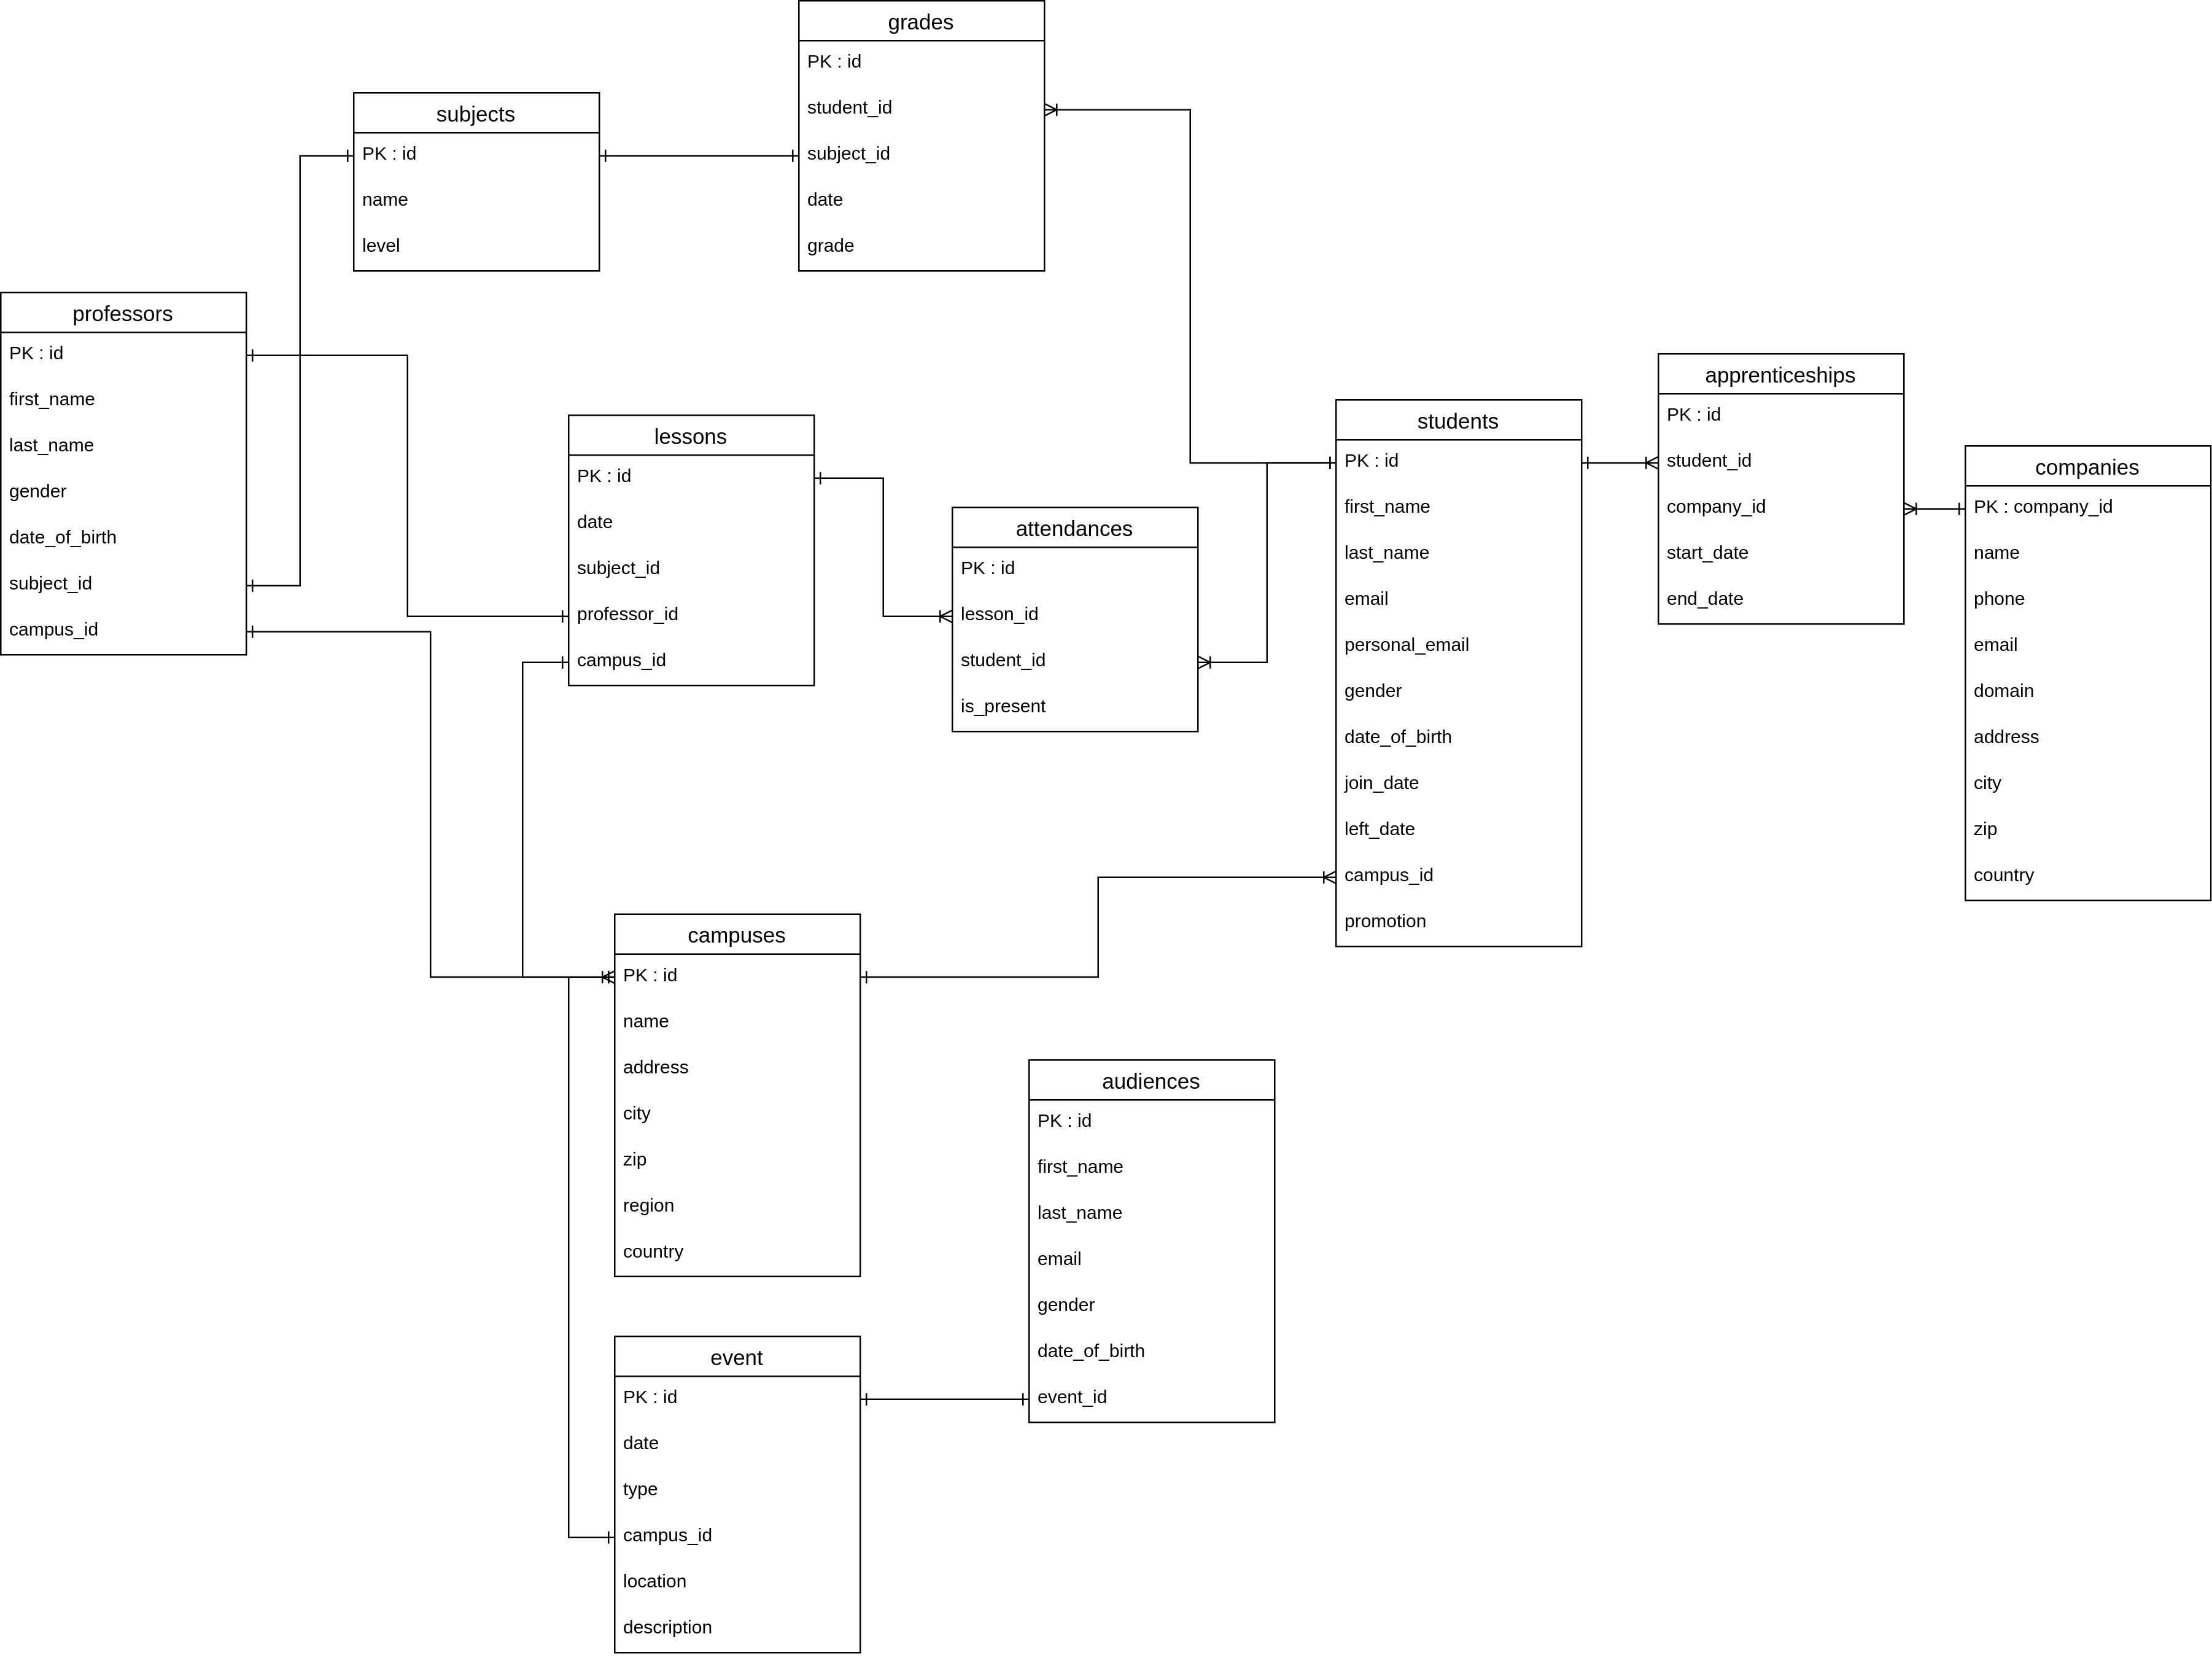 grades
PK : id
student_id
subject_id
date
grade
subjects
PK : id
name
level
professors
PK : id
first_name
last_name
gender
date_of_birth
subject_id
campus_id
lessons
PK : id
date
subject_id
professor_id
campus_id
attendances
PK : id
lesson_id
student_id
is_present
students
PK : id
first_name
last_name
email
personal_email
gender
date_of_birth
join_date
left_date
campus_id
promotion
apprenticeships
PK : id
student_id
company_id
start_date
end_date
companies
PK : company_id
name
phone
email
domain
address
city
zip
country
campuses
PK : id
name
address
city
zip
region
country
audiences
PK : id
first_name
last_name
email
gender
date_of_birth
event_id
event
PK : id
date
type
campus_id
location
description